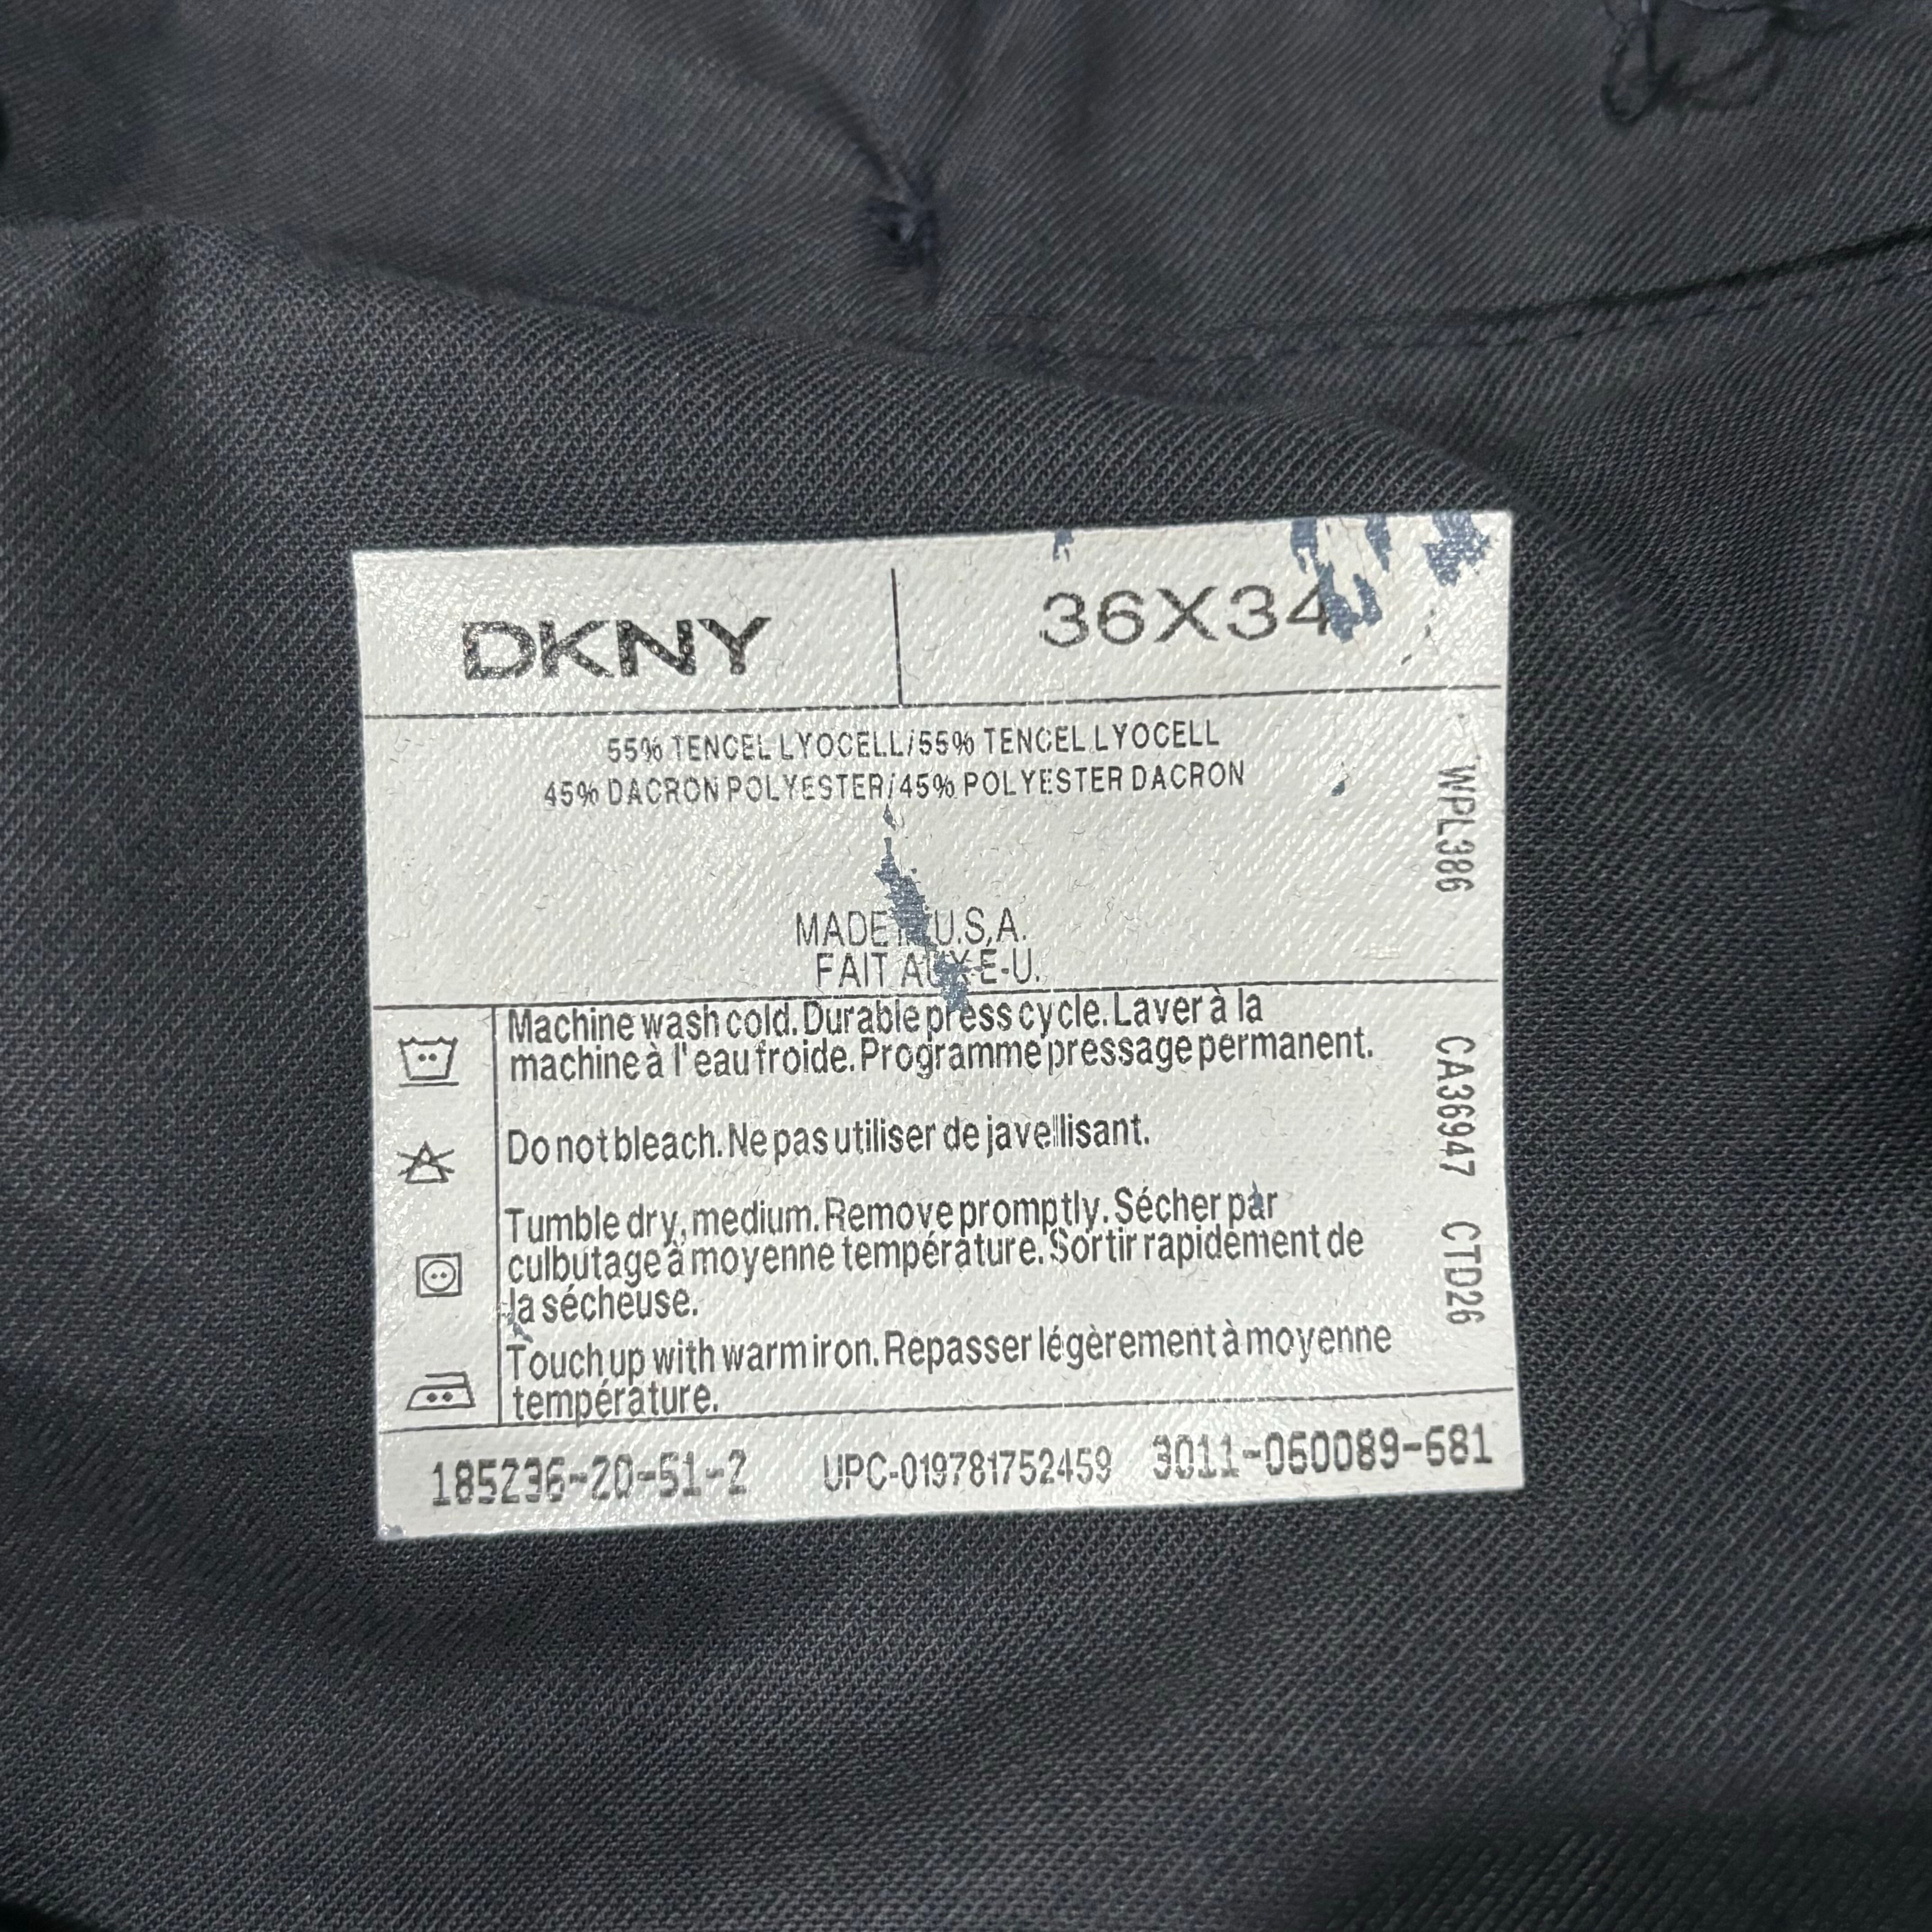 DKNY
36X34
55% TENCEL LYOCELL/55% TENCEL LYOCELL
45% DACRON POLYESTER/45% POLYESTER DACRON
MADE IN U.S.A.
FAIT AUX E-U.
Machine wash cold. Durable press cycle. Laver à la
machine à l'eau froide. Programme pressage permanent.
Do not bleach. Ne pas utiliser de javellisant.
Tumble dry, medium. Remove promptly. Sécher par
culbutage à moyenne température. Sortir rapidement de
la sécheuse.
Touch up with warm iron. Repasser légèrement à moyenne
température.
WPL386
CA36947 CTD26
185236-20-51-2 UPC-019781752459 3011-060089-681